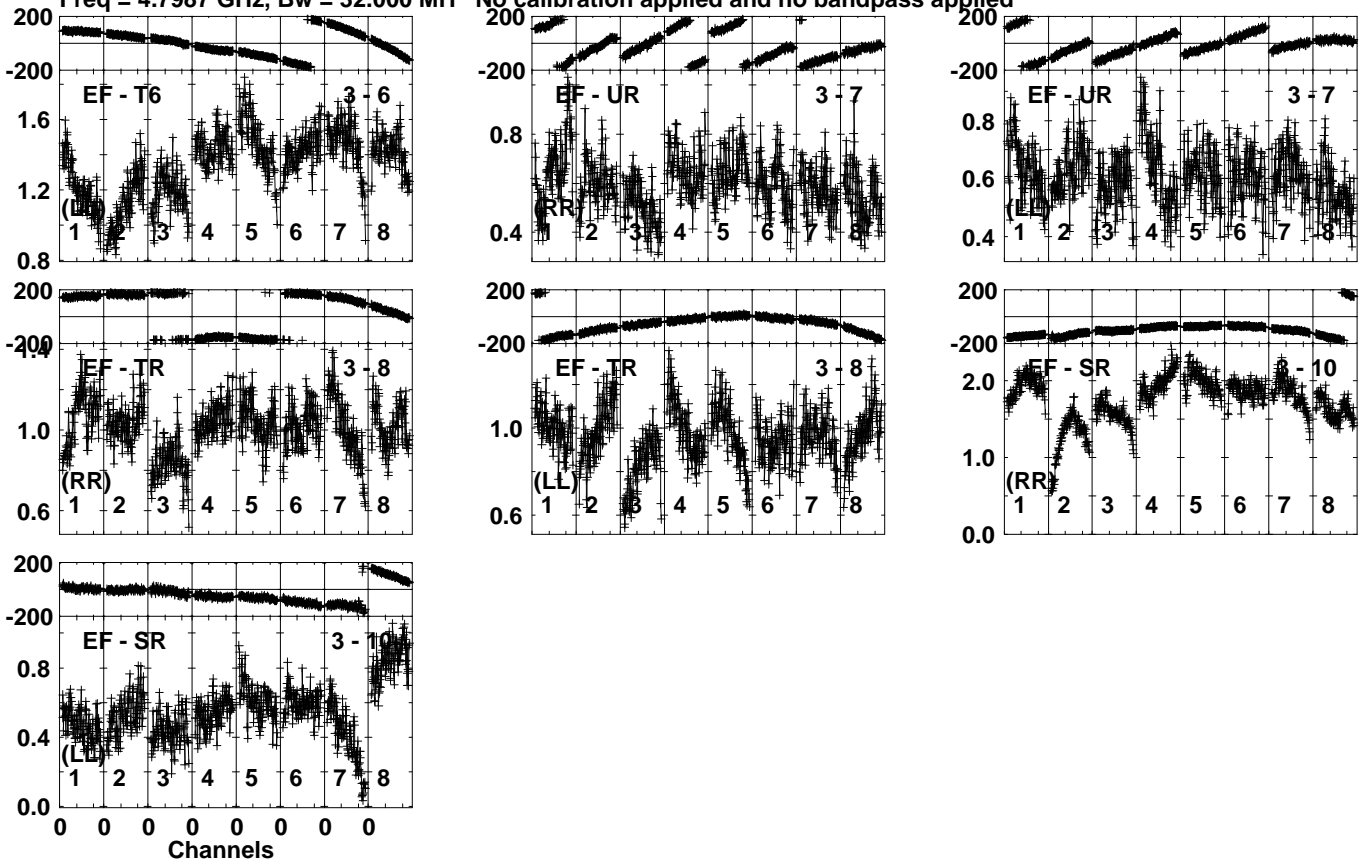 Freq = 4.7987 GHz, Bw = 32.000 MH No calibration applied and no bandpass applied
200
-200
EF - T6 3 - 6
1.6
1.2
0.8
(LL)
1 2 3 4 5 6 7 8
EF - UR 3 - 7
0.8
0.4
(RR)
1 2 3 4 5 6 7 8
200
-200
EF - UR 3 - 7
0.8
0.6
0.4
(LL)
1 2 3 4 5 6 7 8
200
-200
1.4
EF - TR 3 - 8
1.0
0.6
(RR)
1 2 3 4 5 6 7 8
200
-200
EF - TR 3 - 8
1.0
0.6
(LL)
1 2 3 4 5 6 7 8
200
-200
EF - SR 3 - 10
2.0
1.0
0.0
(RR)
1 2 3 4 5 6 7 8
200
-200
EF - SR 3 - 10
0.8
0.4
0.0
(LL)
1 2 3 4 5 6 7 8
0 0 0 0 0 0 0 0
Channels